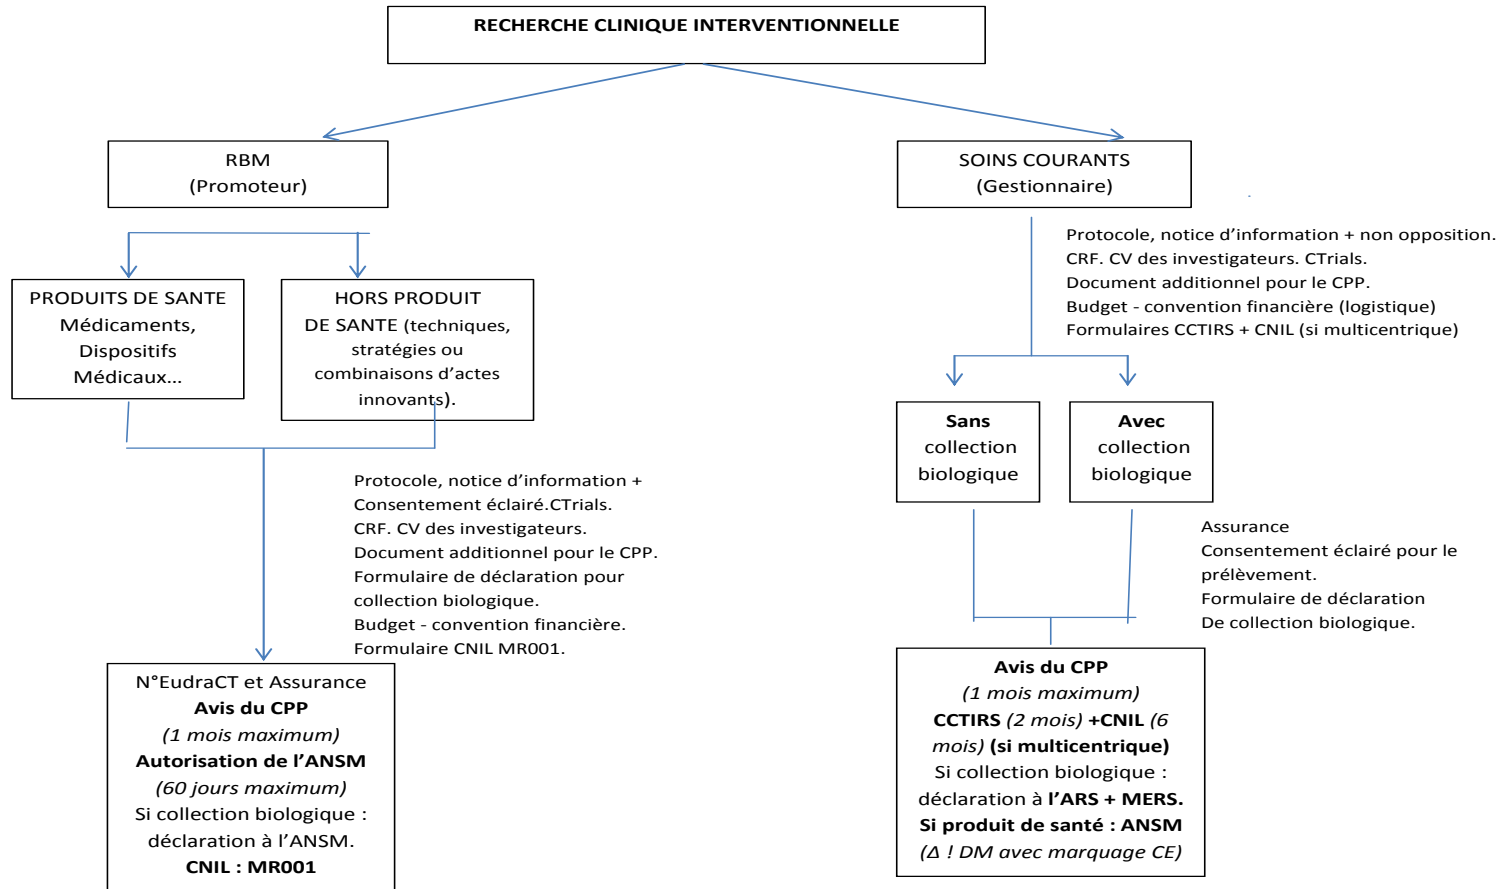 RECHERCHE CLINIQUE INTERVENTIONNELLE
RBM
(Promoteur)
SOINS COURANTS
(Gestionnaire)
PRODUITS DE SANTE
Médicaments,
Dispositifs
Médicaux...
HORS PRODUIT
DE SANTE (techniques,
stratégies ou
combinaisons d'actes
innovants).
Protocole, notice d'information + non opposition.
CRF. CV des investigateurs. CTrials.
Document additionnel pour le CPP.
Budget - convention financière (logistique)
Formulaires CCTIRS + CNIL (si multicentrique)
Sans
collection
biologique
Avec
collection
biologique
Protocole, notice d'information +
Consentement éclairé.CTrials.
CRF. CV des investigateurs.
Document additionnel pour le CPP.
Formulaire de déclaration pour
collection biologique.
Budget - convention financière.
Formulaire CNIL MR001.
Assurance
Consentement éclairé pour le
prélèvement.
Formulaire de déclaration
De collection biologique.
N°EudraCT et Assurance
Avis du CPP
(1 mois maximum)
Autorisation de l'ANSM
(60 jours maximum)
Si collection biologique :
déclaration à l'ANSM.
CNIL : MR001
Avis du CPP
(1 mois maximum)
CCTIRS (2 mois) +CNIL (6
mois) (si multicentrique)
Si collection biologique :
déclaration à l'ARS + MERS.
Si produit de santé : ANSM
(Δ ! DM avec marquage CE)